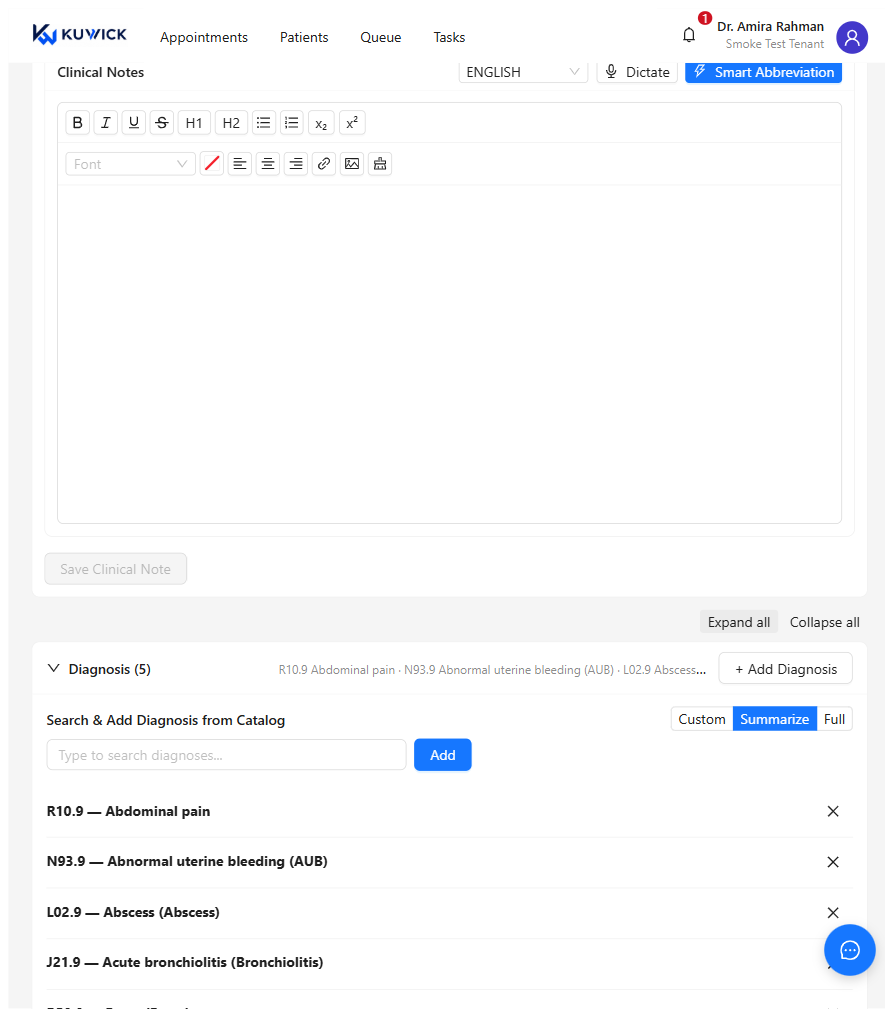 KUWICK
Appointments Patients Queue Tasks
1
Dr. Amira Rahman
Smoke Test Tenant
Clinical Notes
ENGLISH
Dictate
Smart Abbreviation
B I U S H1 H2 x₂ x²
Font
Save Clinical Note
Expand all Collapse all
Diagnosis (5)
R10.9 Abdominal pain · N93.9 Abnormal uterine bleeding (AUB) · L02.9 Abscess...
+ Add Diagnosis
Search & Add Diagnosis from Catalog
Custom Summarize Full
Type to search diagnoses...
Add
R10.9 — Abdominal pain
N93.9 — Abnormal uterine bleeding (AUB)
L02.9 — Abscess (Abscess)
J21.9 — Acute bronchiolitis (Bronchiolitis)